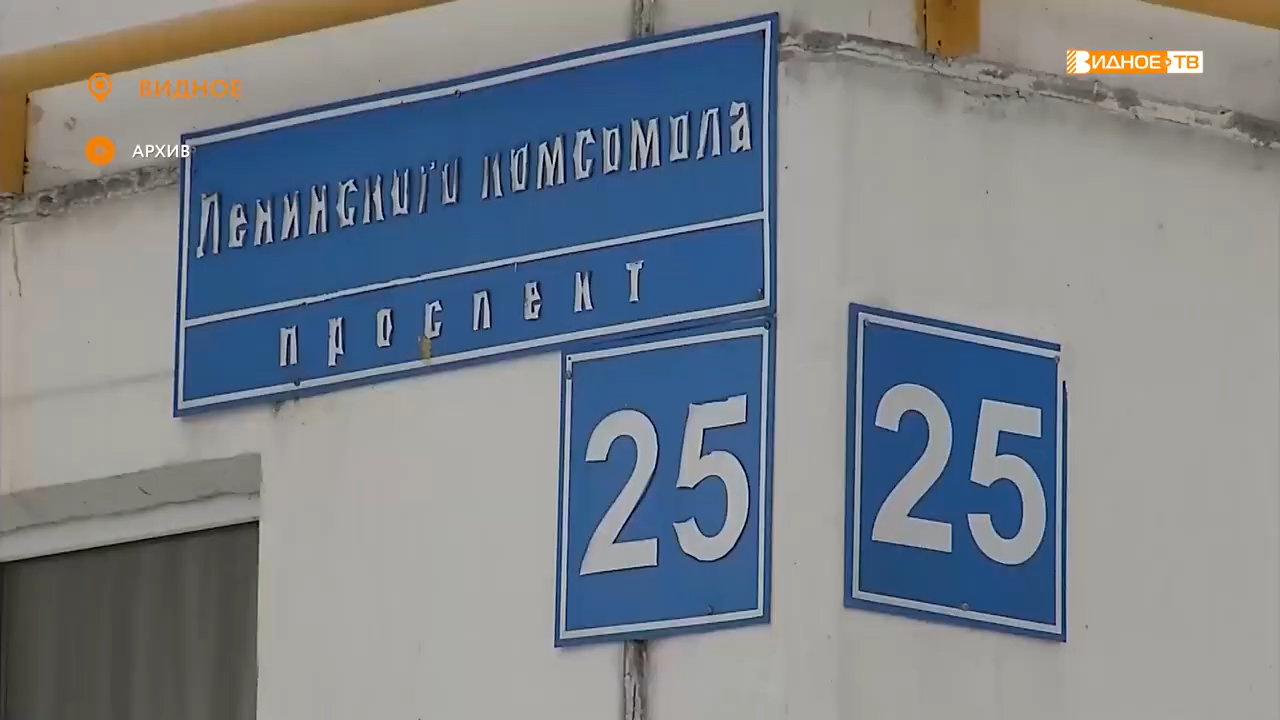 ВИДНОЕ
ВИДНОЕ ТВ
АРХИВ
Ленинского комсомола
проспект
25
25